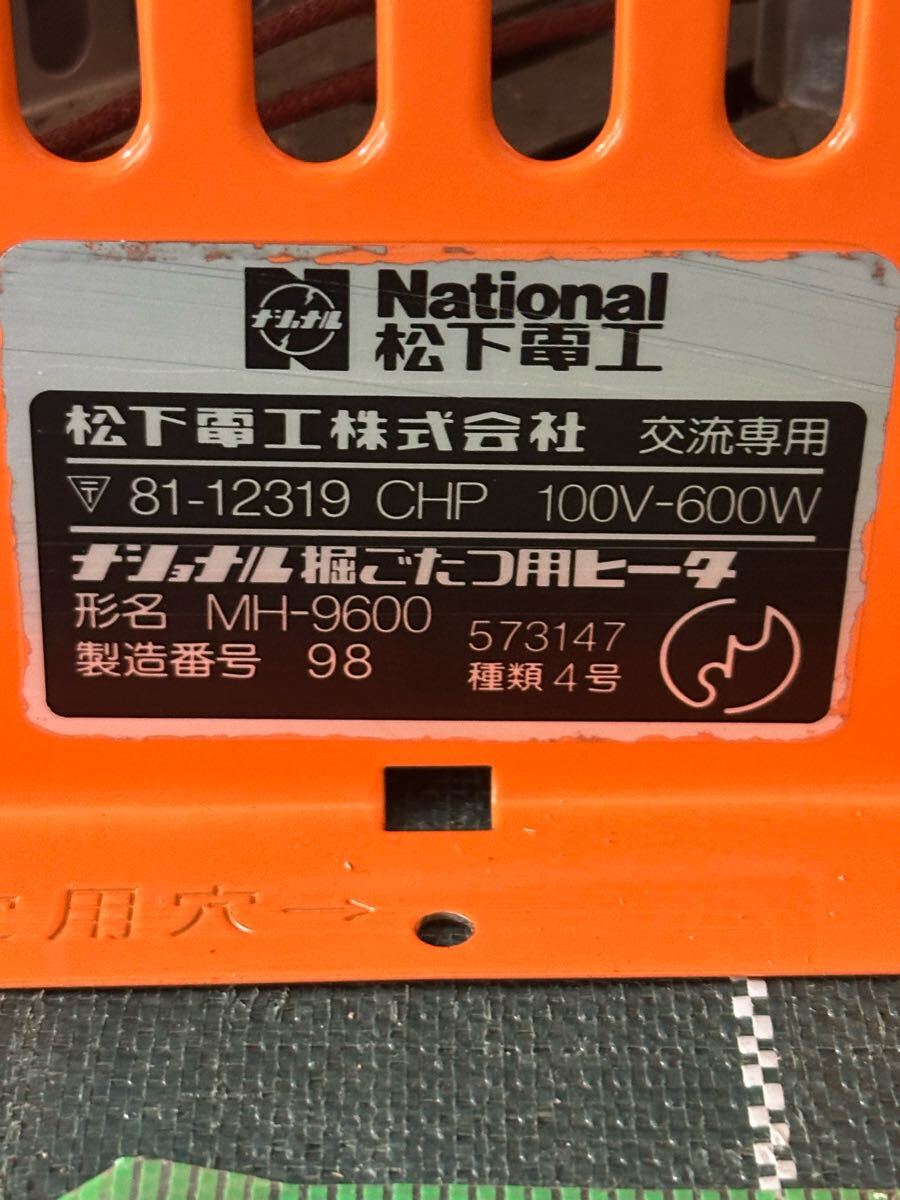 ナショナル
National
松下電工
松下電工株式会社 交流専用
〒 81-12319 CHP 100V-600W
ナショナル掘ごたつ用ヒータ
形名 MH-9600
573147
製造番号 98
種類4号
用穴→